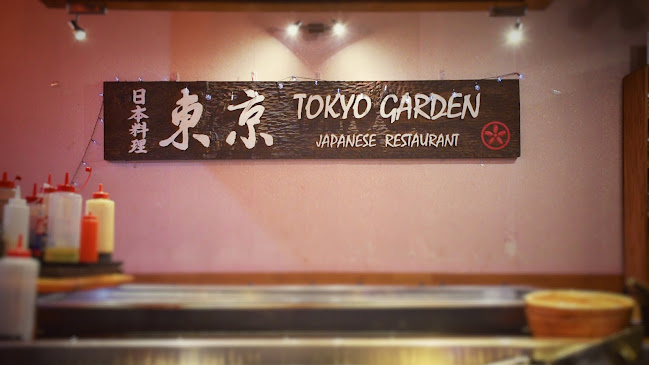 日本料理
東京
TOKYO GARDEN
JAPANESE RESTAURANT